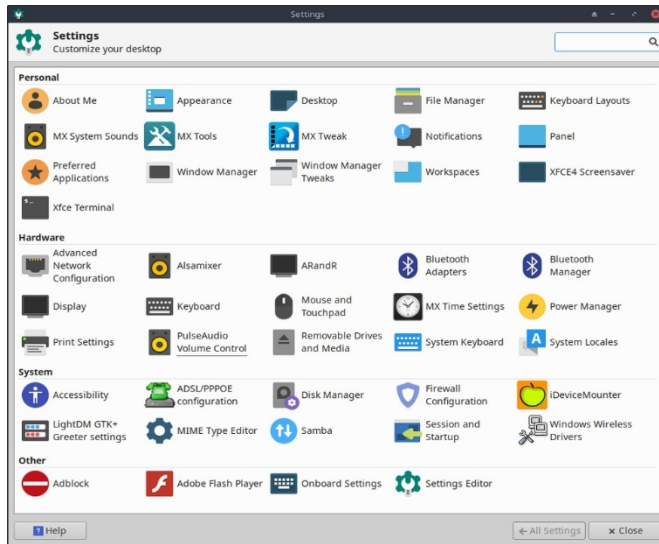 Settings
Settings
Customize your desktop
Personal
About Me
Appearance
Desktop
File Manager
Keyboard Layouts
MX System Sounds
MX Tools
MX Tweak
Notifications
Panel
Preferred
Applications
Window Manager
Window Manager
Tweaks
Workspaces
XFCE4 Screensaver
Xfce Terminal
Hardware
Advanced
Network
Configuration
Alsamixer
ARandR
Bluetooth
Adapters
Bluetooth
Manager
Display
Keyboard
Mouse and
Touchpad
MX Time Settings
Power Manager
Print Settings
PulseAudio
Volume Control
Removable Drives
and Media
System Keyboard
A
System Locales
System
Accessibility
ADSL/PPPOE
configuration
Disk Manager
Firewall
Configuration
iDeviceMounter
LightDM GTK+
Greeter settings
MIME Type Editor
Samba
Session and
Startup
Windows Wireless
Drivers
Other
Adblock
Adobe Flash Player
Onboard Settings
Settings Editor
? Help
← All Settings
× Close